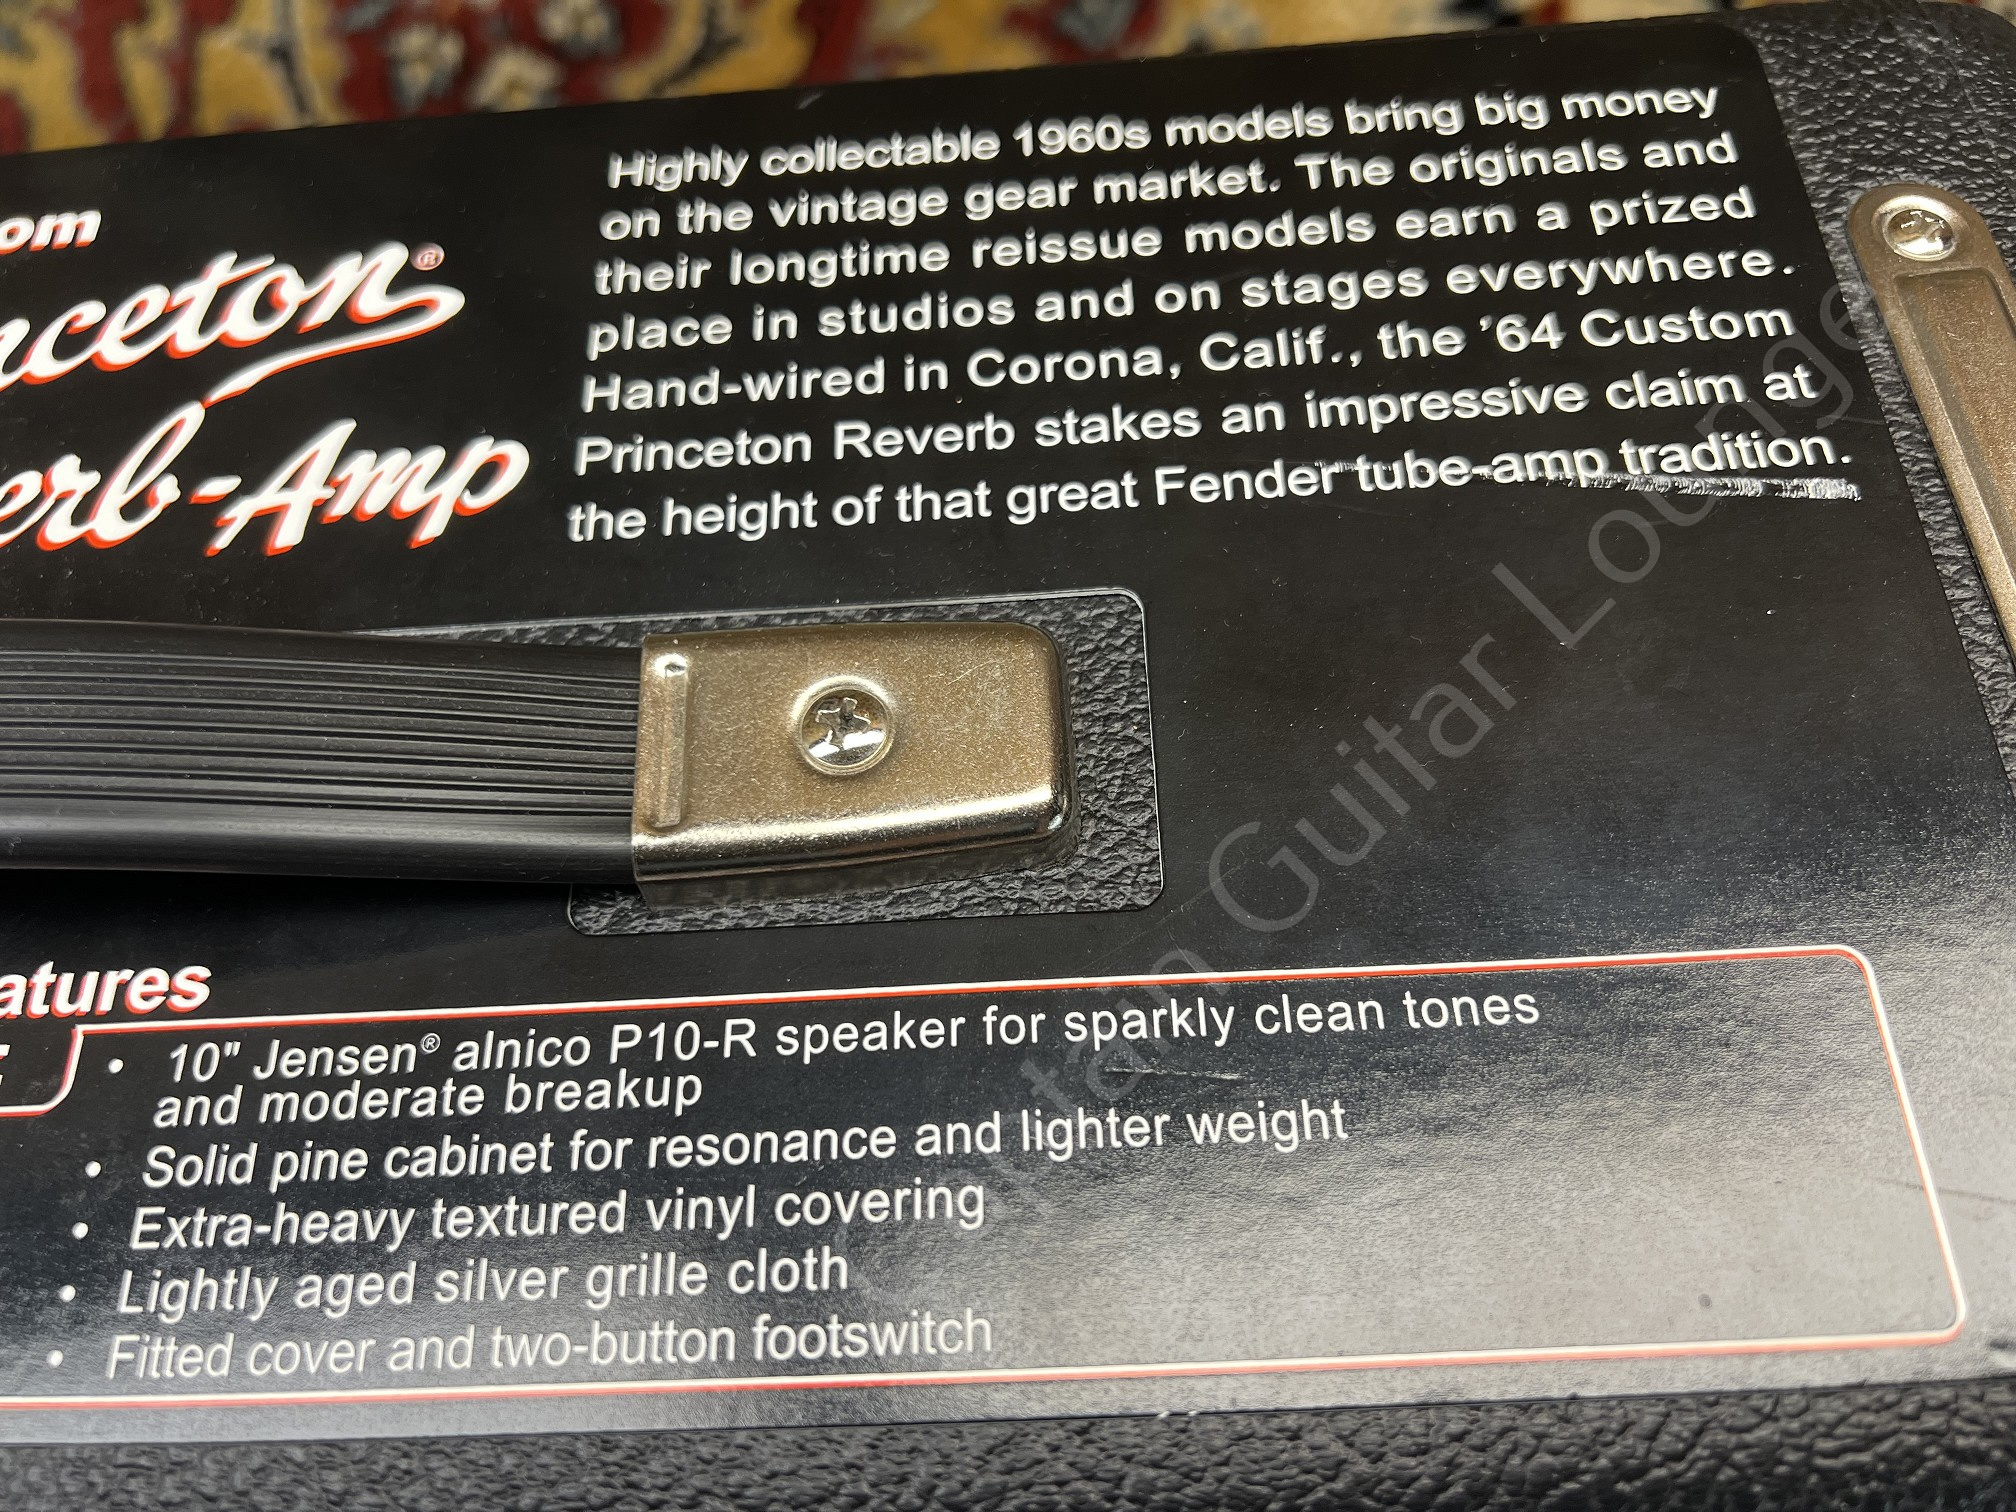 om
nceton®
erb-Amp
Highly collectable 1960s models bring big money
on the vintage gear market. The originals and
their longtime reissue models earn a prized
place in studios and on stages everywhere.
Hand-wired in Corona, Calif., the '64 Custom
Princeton Reverb stakes an impressive claim at
the height of that great Fender tube-amp tradition.
atures
• 10" Jensen® alnico P10-R speaker for sparkly clean tones
and moderate breakup
• Solid pine cabinet for resonance and lighter weight
• Extra-heavy textured vinyl covering
• Lightly aged silver grille cloth
• Fitted cover and two-button footswitch
Captain Guitar Lounge